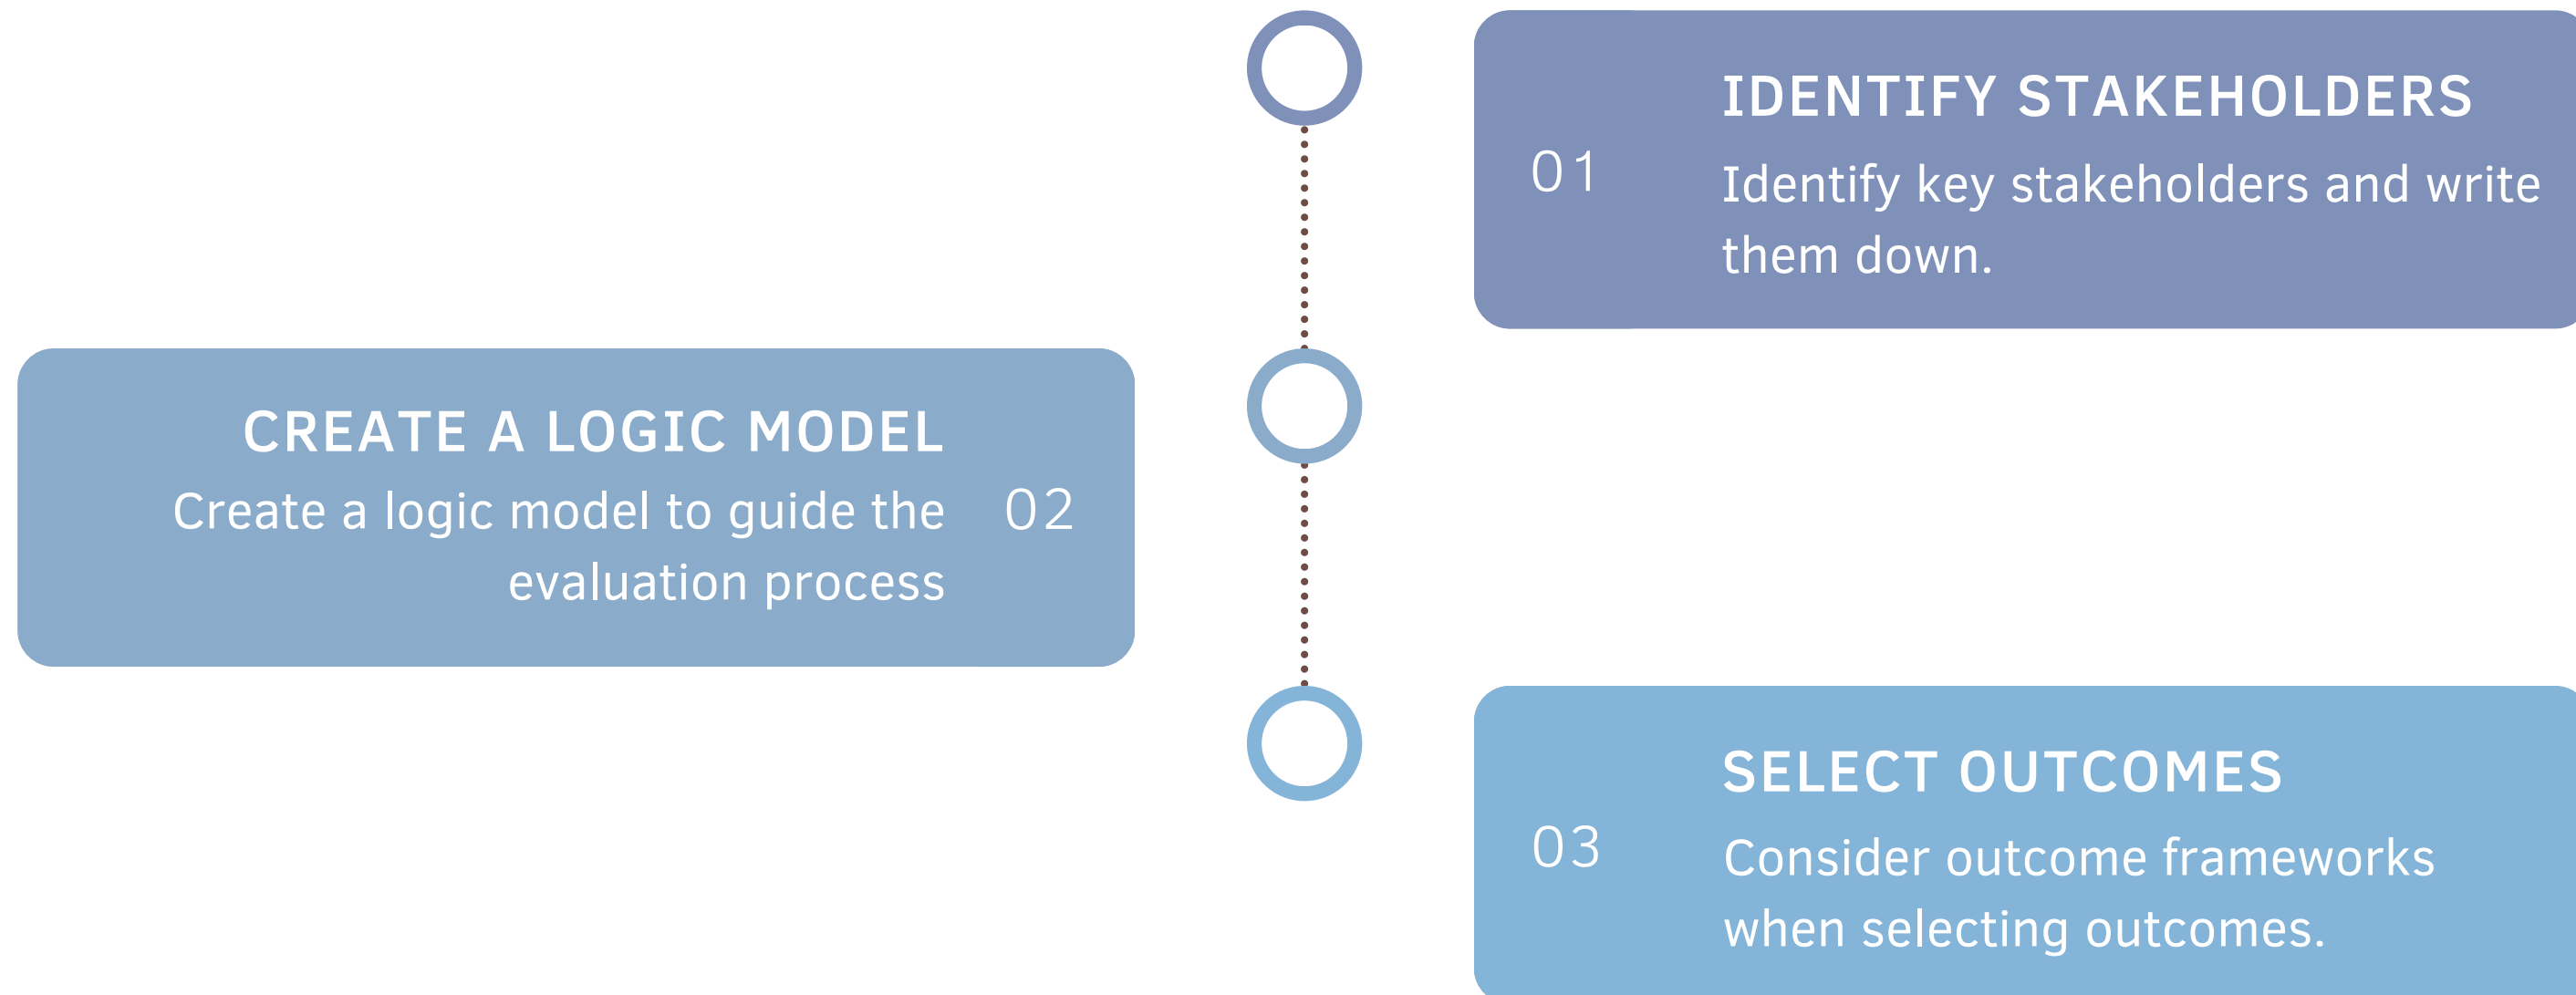 IDENTIFY STAKEHOLDERS
01
Identify key stakeholders and write
them down.
CREATE A LOGIC MODEL
Create a logic model to guide the
02
evaluation process
SELECT OUTCOMES
03
Consider outcome frameworks
when selecting outcomes.